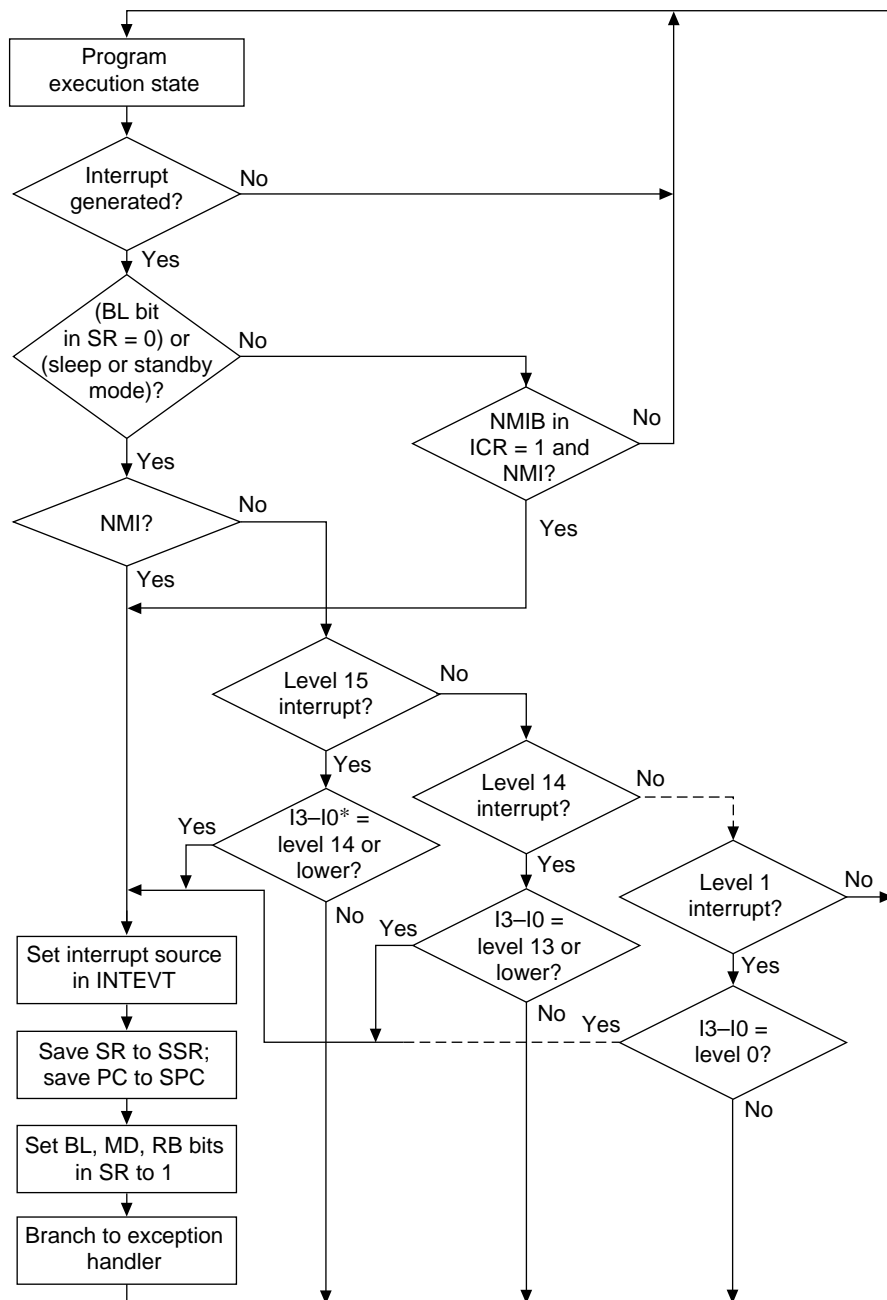 Program
execution state
Interrupt
generated?
No
Yes
(BL bit
in SR = 0) or
(sleep or standby
mode)?
No
Yes
NMIB in
ICR = 1 and
NMI?
No
Yes
NMI?
No
Yes
Level 15
interrupt?
No
Yes
Level 14
interrupt?
No
Yes
I3–I0* =
level 14 or
lower?
Yes
No
Level 1
interrupt?
No
Yes
I3–I0 =
level 13 or
lower?
Yes
No
I3–I0 =
level 0?
Yes
No
Set interrupt source
in INTEVT
Save SR to SSR;
save PC to SPC
Set BL, MD, RB bits
in SR to 1
Branch to exception
handler